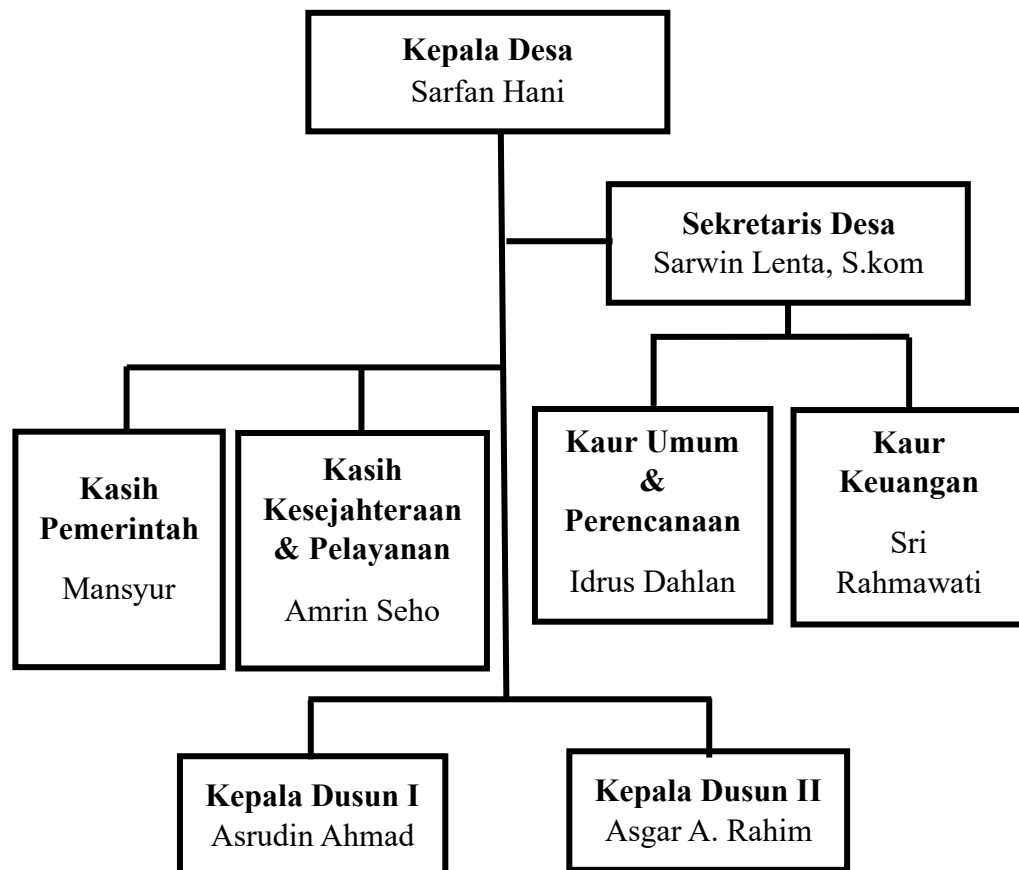 Kepala Desa
Sarfan Hani
Sekretaris Desa
Sarwin Lenta, S.kom
Kasih
Pemerintah
Mansyur
Kasih
Kesejahteraan
& Pelayanan
Amrin Seho
Kaur Umum
&
Perencanaan
Idrus Dahlan
Kaur
Keuangan
Sri
Rahmawati
Kepala Dusun I
Asrudin Ahmad
Kepala Dusun II
Asgar A. Rahim